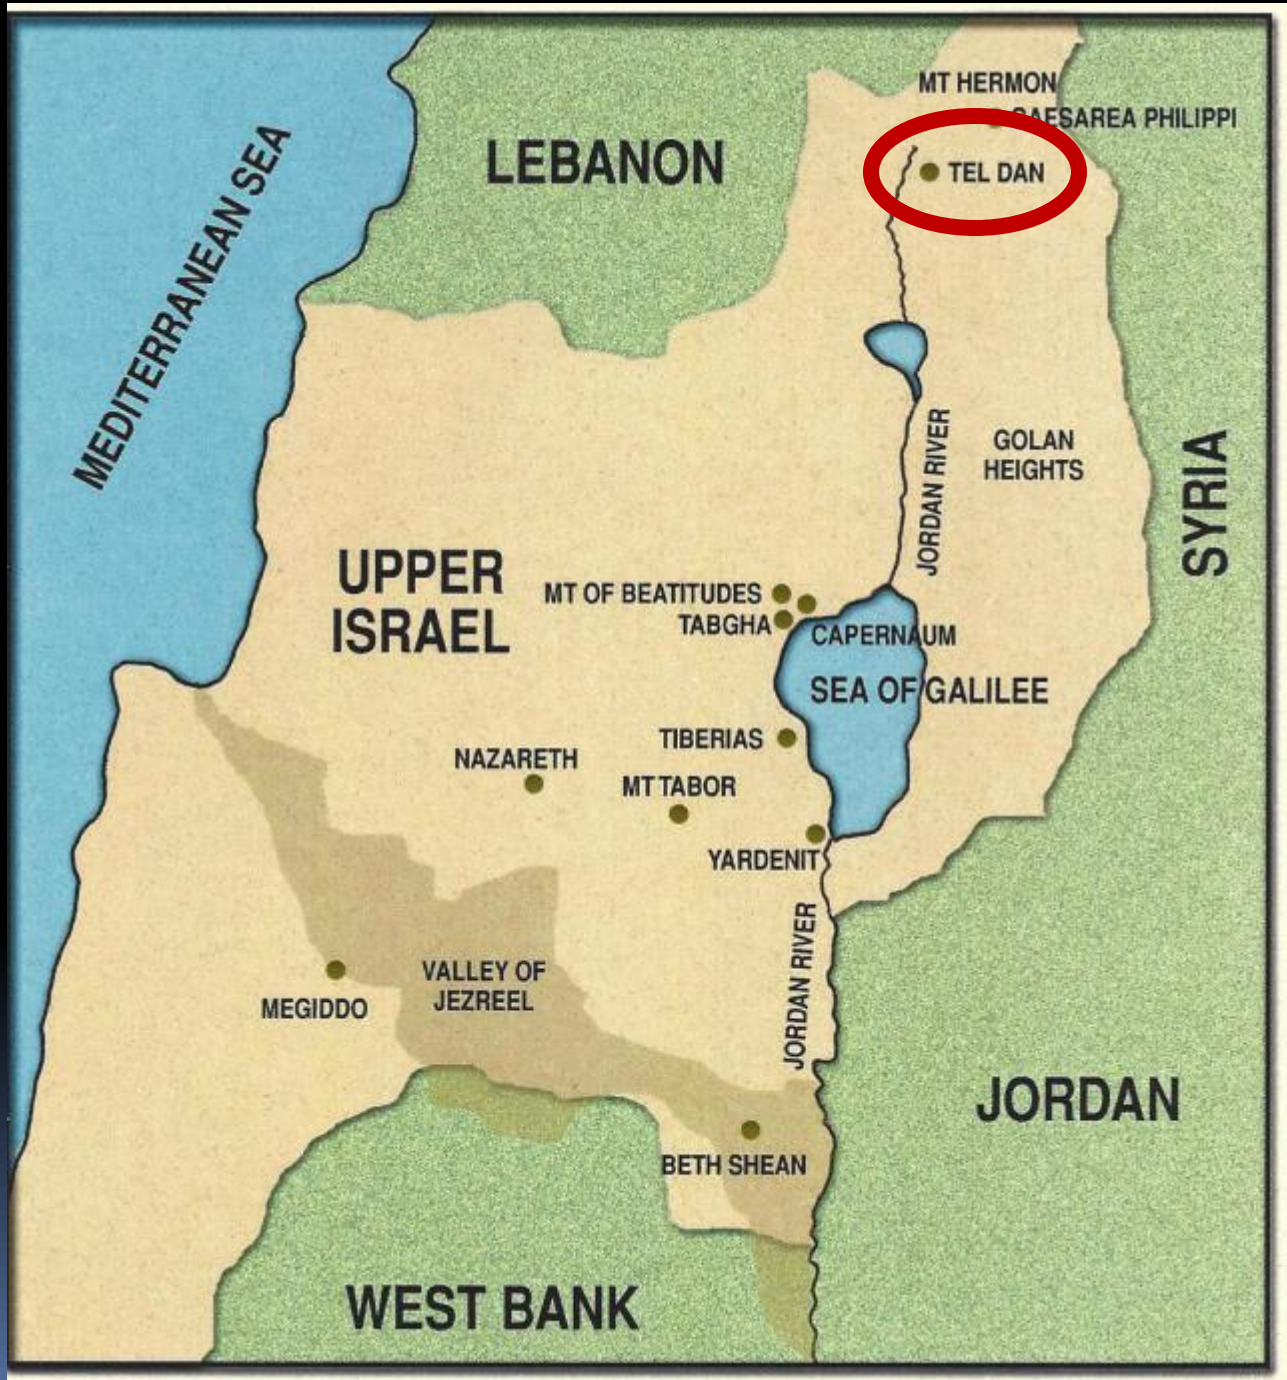 MT HERMON
CAESAREA PHILIPPI
LEBANON
TEL DAN
MEDITERRANEAN SEA
JORDAN RIVER
GOLAN
HEIGHTS
SYRIA
UPPER
ISRAEL
MT OF BEATITUDES
TABGHA
CAPERNAUM
SEA OF GALILEE
TIBERIAS
NAZARETH
MT TABOR
YARDENIT
JORDAN RIVER
VALLEY OF
JEZREEL
MEGIDDO
JORDAN
BETH SHEAN
WEST BANK